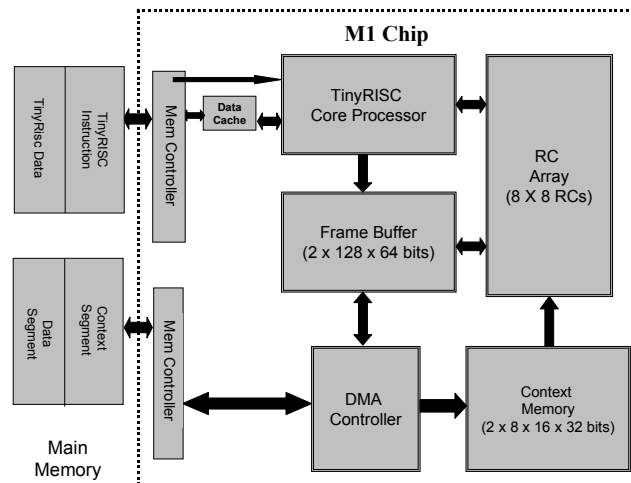 M1 Chip
TinyRisc Data
TinyRISC
Instruction
Mem Controller
Data
Cache
TinyRISC
Core Processor
RC
Array
(8 X 8 RCs)
Frame Buffer
(2 x 128 x 64 bits)
Data
Segment
Context
Segment
Mem Controller
DMA
Controller
Context
Memory
(2 x 8 x 16 x 32 bits)
Main
Memory